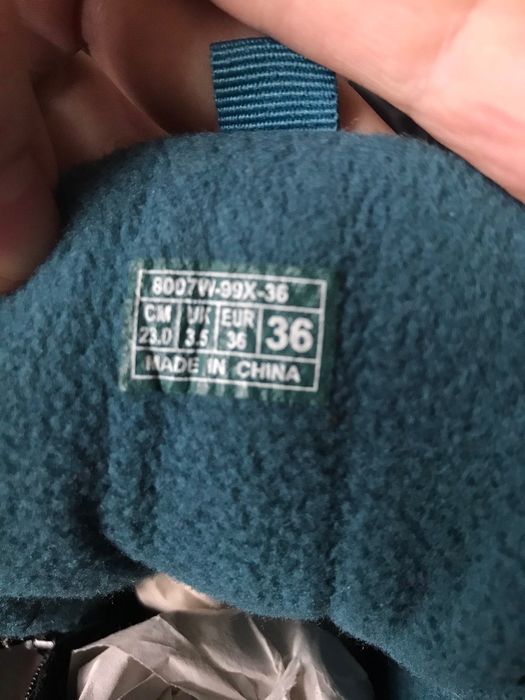 8007W-99X-36
CM UK EUR 36
23.0 3.5 36
MADE IN CHINA